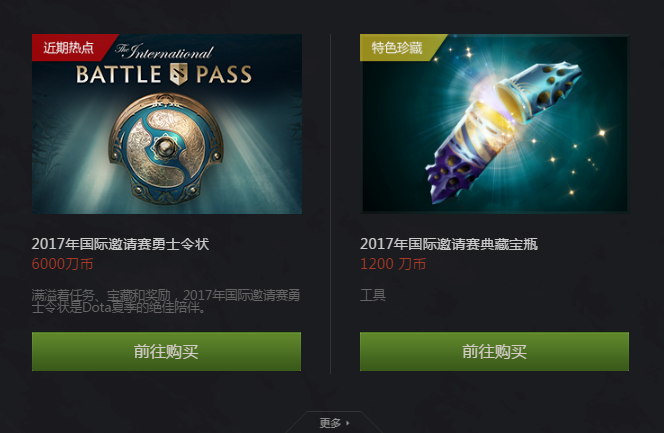 近期热点
The International
BATTLE PASS
2017年国际邀请赛勇士令状
6000刀币
满溢着任务、宝藏和奖励，2017年国际邀请赛勇
士令状是Dota夏季的绝佳陪伴。
前往购买
特色珍藏
2017年国际邀请赛典藏宝瓶
1200 刀币
工具
前往购买
更多